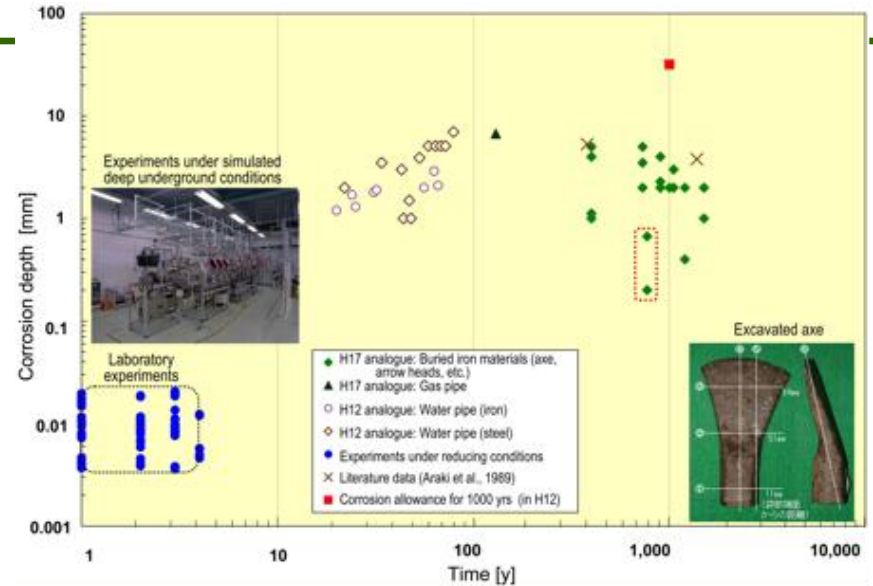 100
10
1
0.1
0.01
0.001
Corrosion depth [mm]
Experiments under simulated
deep underground conditions
Laboratory
experiments
H17 analogue: Buried iron materials (axe,
arrow heads, etc.)
H17 analogue: Gas pipe
H12 analogue: Water pipe (iron)
H12 analogue: Water pipe (steel)
Experiments under reducing conditions
Literature data (Araki et al., 1989)
Corrosion allowance for 1000 yrs (in H12)
Excavated axe
1
10
100
1,000
10,000
Time [y]